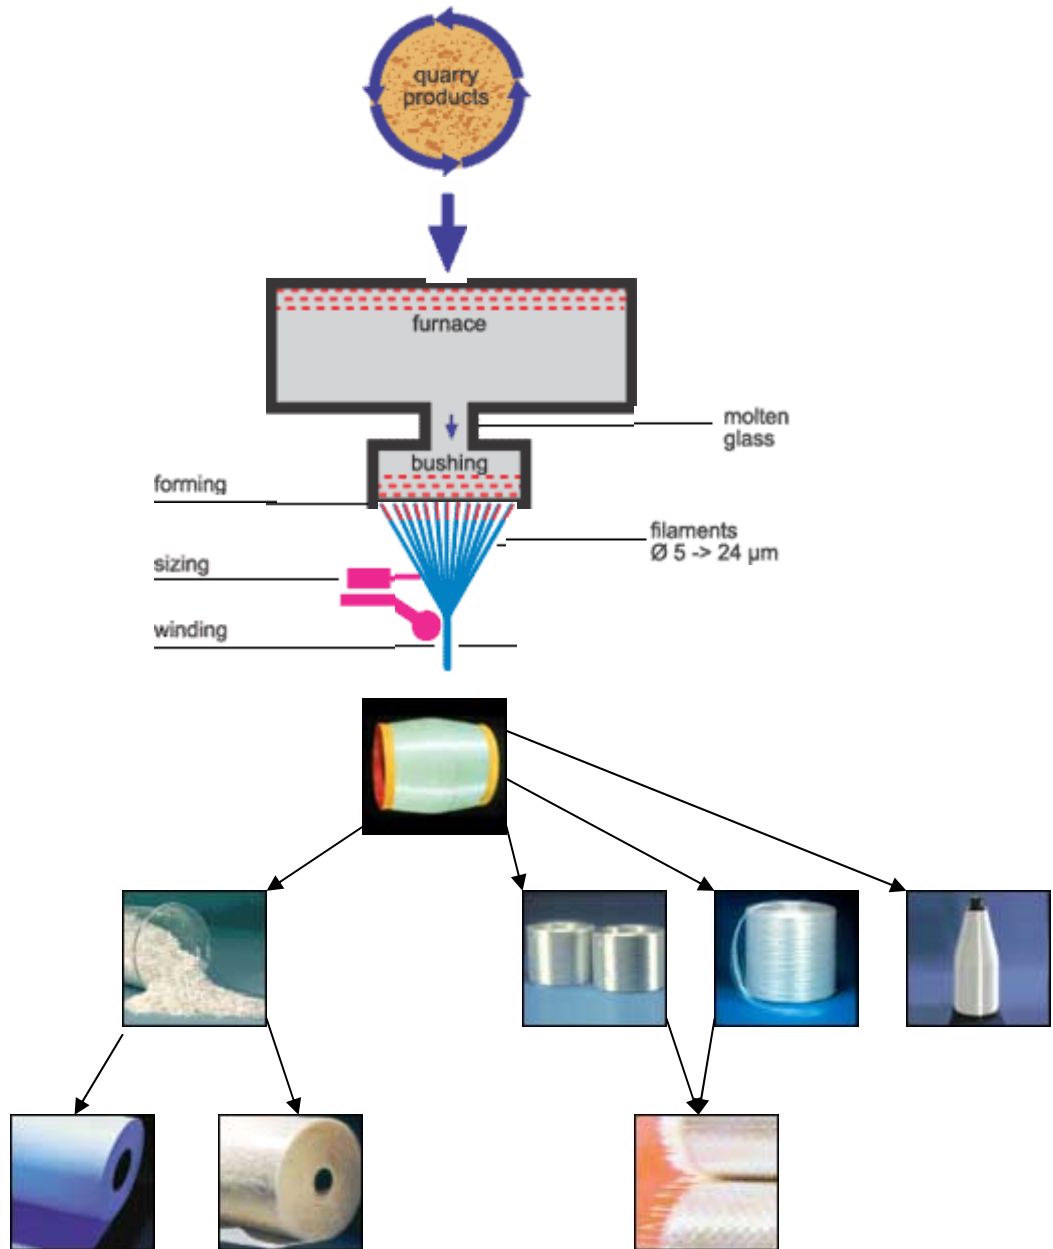 quarry
products
furnace
molten
glass
bushing
forming
filaments
Ø 5 -> 24 µm
sizing
winding